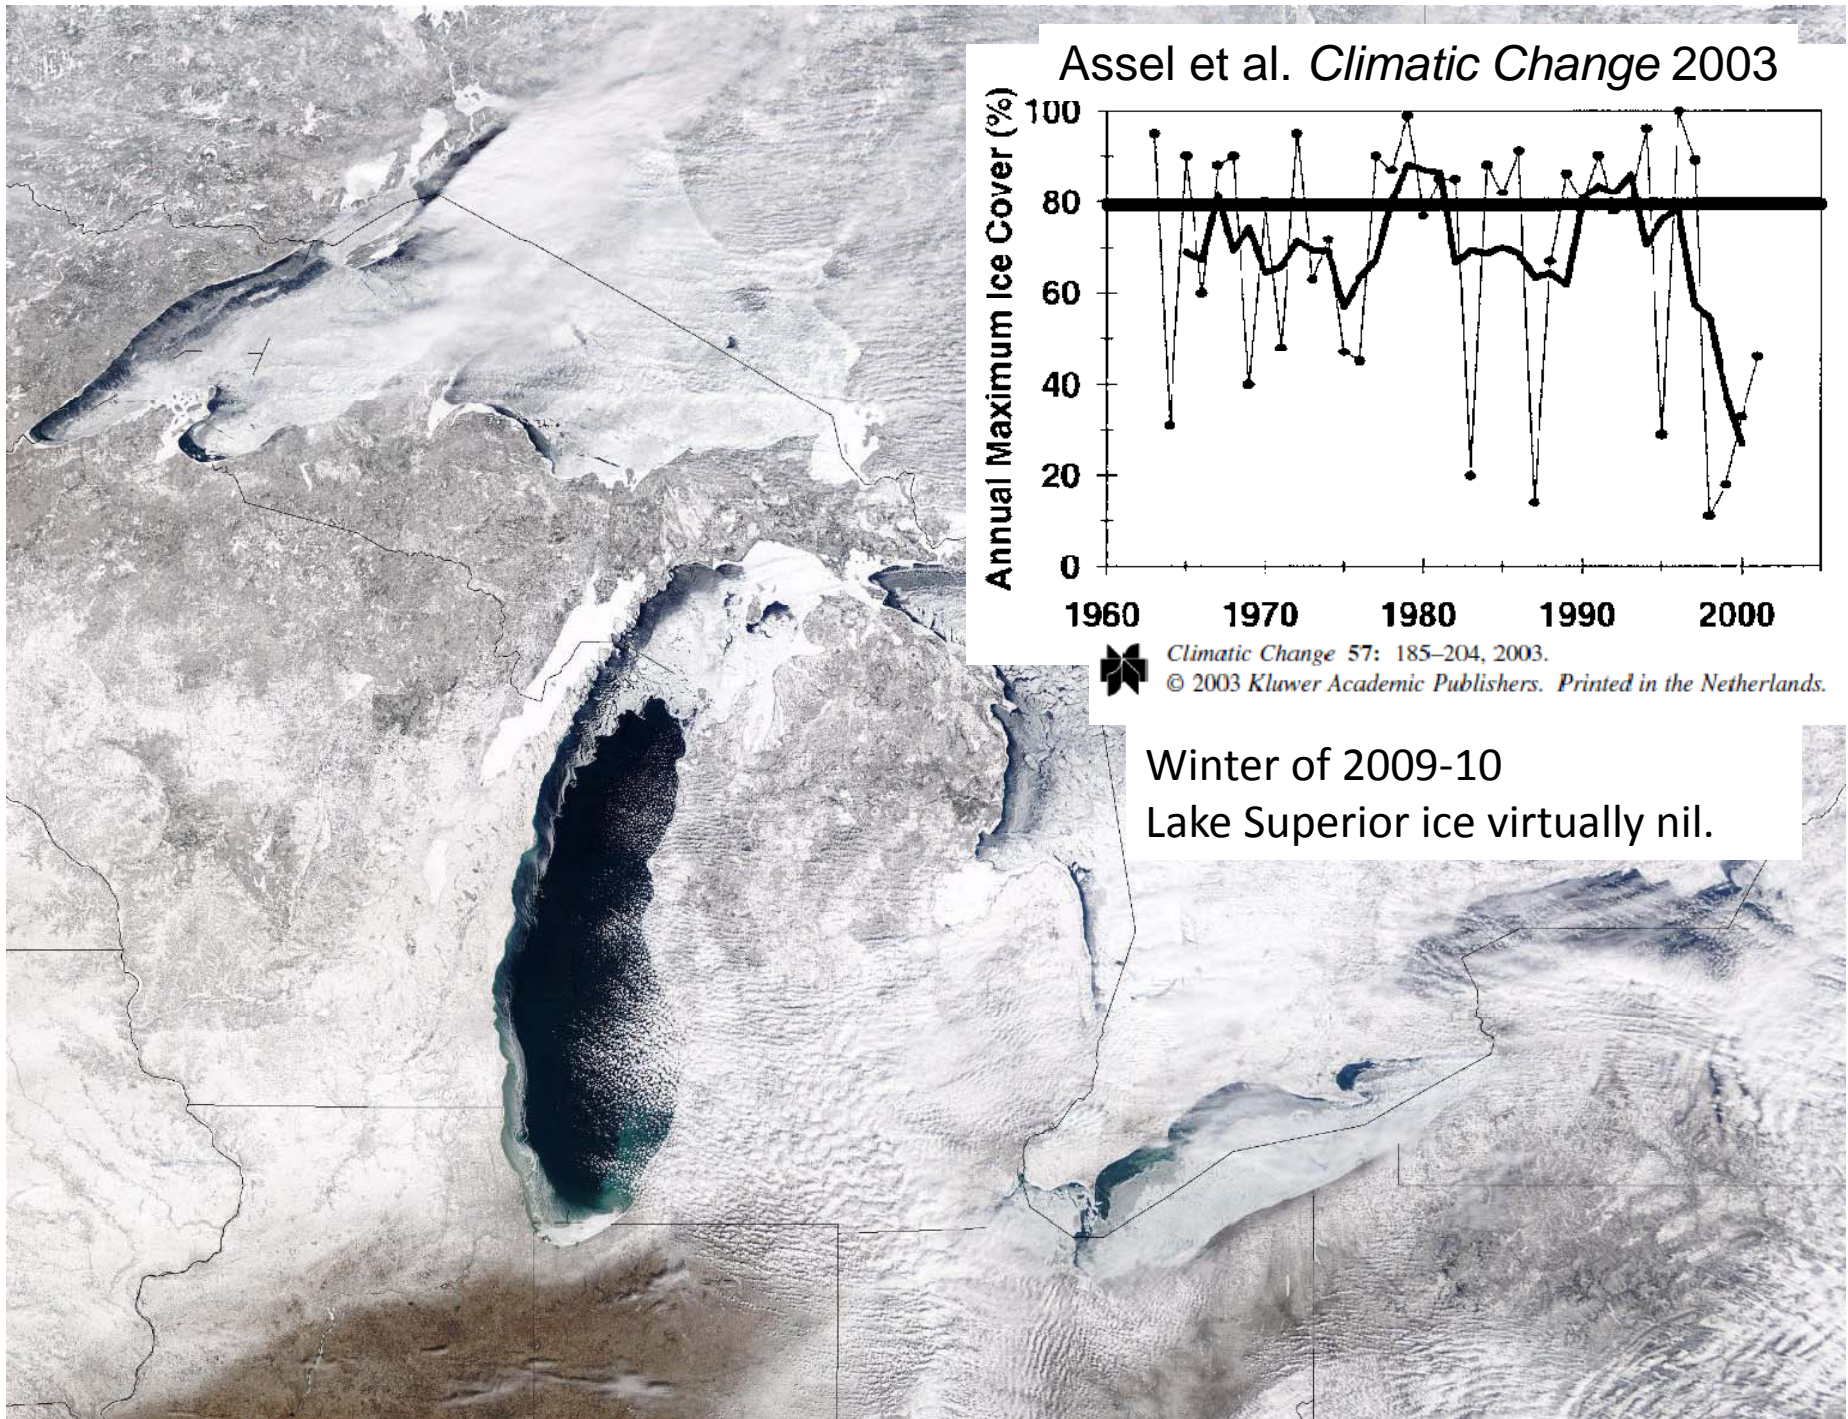 Assel et al. Climatic Change 2003
Annual Maximum Ice Cover (%)
100
80
60
40
20
0
1960 1970 1980 1990 2000
Climatic Change 57: 185–204, 2003.
© 2003 Kluwer Academic Publishers. Printed in the Netherlands.
Winter of 2009-10
Lake Superior ice virtually nil.